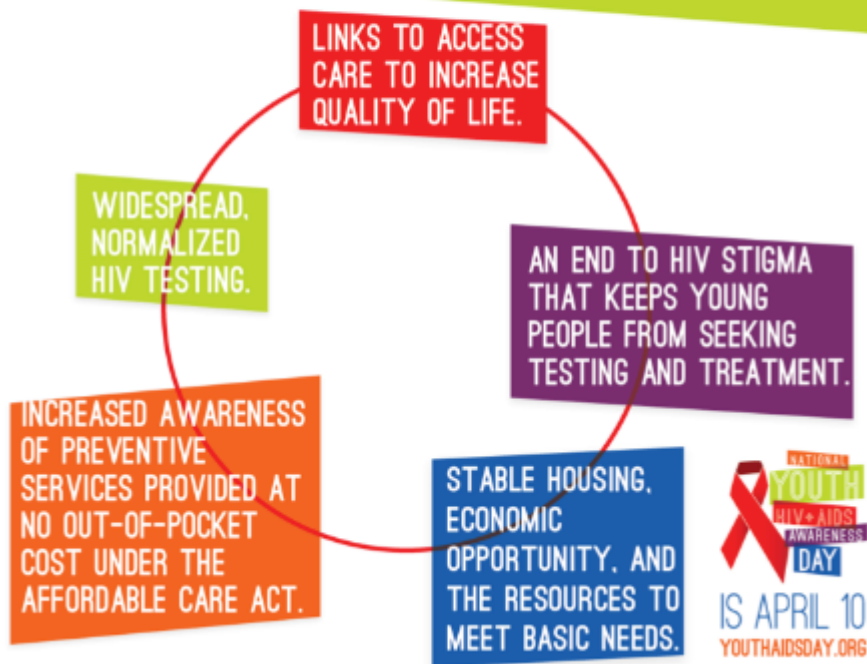 LINKS TO ACCESS
CARE TO INCREASE
QUALITY OF LIFE.
WIDESPREAD,
NORMALIZED
HIV TESTING.
AN END TO HIV STIGMA
THAT KEEPS YOUNG
PEOPLE FROM SEEKING
TESTING AND TREATMENT.
INCREASED AWARENESS
OF PREVENTIVE
SERVICES PROVIDED AT
NO OUT-OF-POCKET
COST UNDER THE
AFFORDABLE CARE ACT.
STABLE HOUSING,
ECONOMIC
OPPORTUNITY, AND
THE RESOURCES TO
MEET BASIC NEEDS.
NATIONAL
YOUTH
HIV+AIDS
AWARENESS
DAY
IS APRIL 10
YOUTHAIDSDAY.ORG